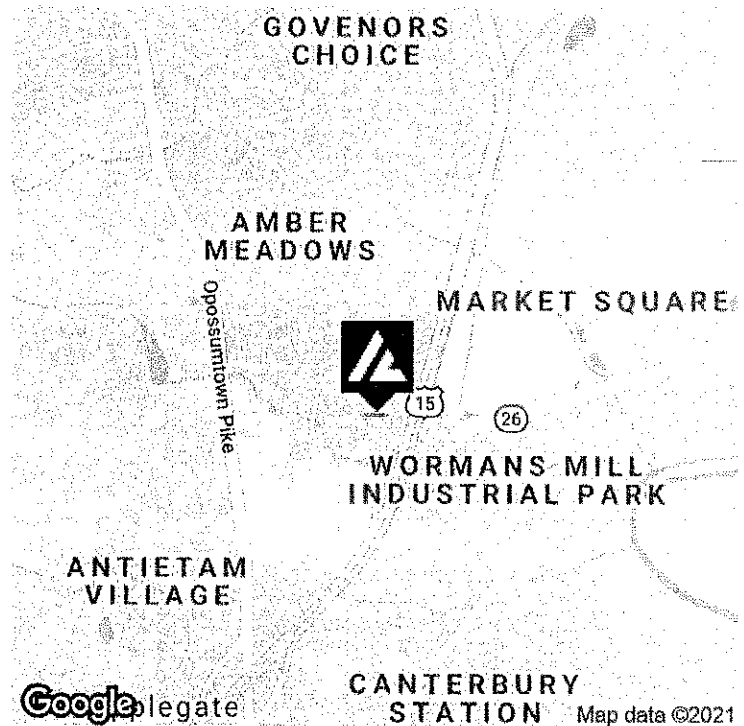 GOVENORS
CHOICE
AMBER
MEADOWS
Opossumtown Pike
MARKET SQUARE
15
26
WORMANS MILL
INDUSTRIAL PARK
ANTIETAM
VILLAGE
Google
plegate
CANTERBURY
STATION
Map data ©2021